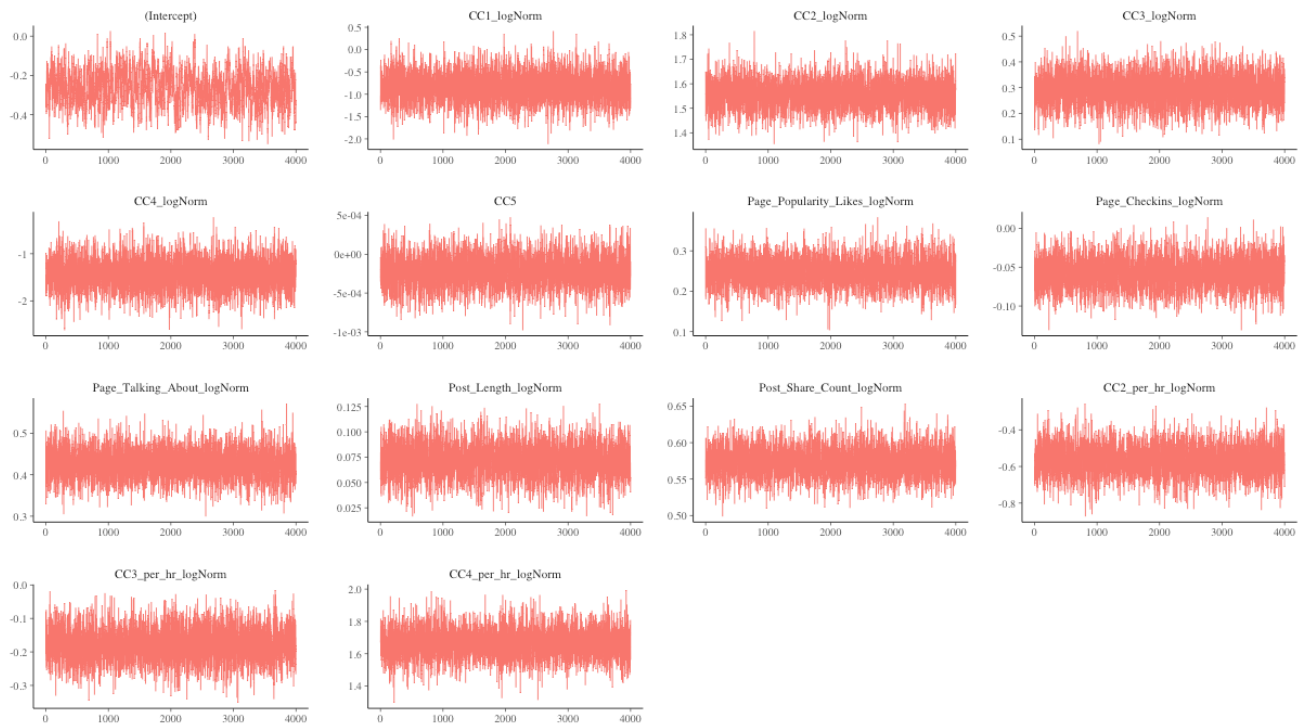 (Intercept)
CC1_logNorm
CC2_logNorm
CC3_logNorm
0.0
-0.2
-0.4
0 1000 2000 3000 4000
0.5
0.0
-0.5
-1.0
-1.5
-2.0
0 1000 2000 3000 4000
1.8
1.7
1.6
1.5
1.4
0 1000 2000 3000 4000
0.5
0.4
0.3
0.2
0.1
0 1000 2000 3000 4000
CC4_logNorm
CC5
Page_Popularity_Likes_logNorm
Page_Checkins_logNorm
-1
-2
0 1000 2000 3000 4000
5e-04
0e+00
-5e-04
-1e-03
0 1000 2000 3000 4000
0.3
0.2
0.1
0 1000 2000 3000 4000
0.00
-0.05
-0.10
0 1000 2000 3000 4000
Page_Talking_About_logNorm
Post_Length_logNorm
Post_Share_Count_logNorm
CC2_per_hr_logNorm
0.5
0.4
0.3
0 1000 2000 3000 4000
0.125
0.100
0.075
0.050
0.025
0 1000 2000 3000 4000
0.65
0.60
0.55
0.50
0 1000 2000 3000 4000
-0.4
-0.6
-0.8
0 1000 2000 3000 4000
CC3_per_hr_logNorm
CC4_per_hr_logNorm
0.0
-0.1
-0.2
-0.3
0 1000 2000 3000 4000
2.0
1.8
1.6
1.4
0 1000 2000 3000 4000